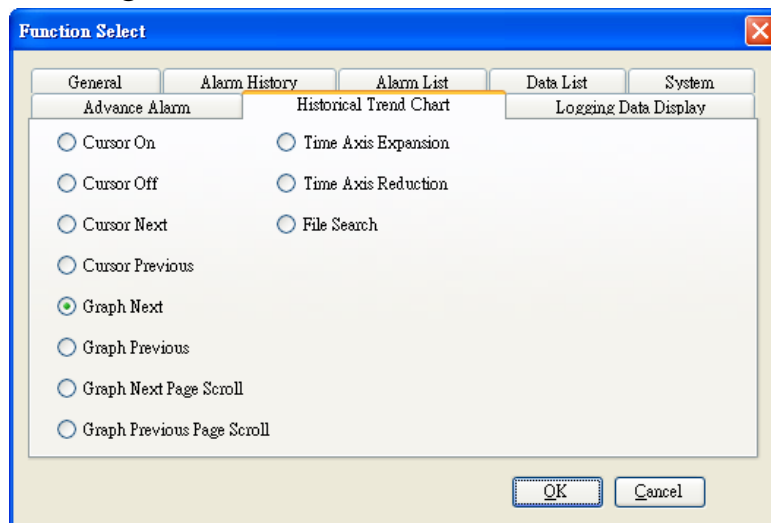 Function Select
General Alarm History Alarm List Data List System
Advance Alarm Historical Trend Chart Logging Data Display
Cursor On Time Axis Expansion
Cursor Off Time Axis Reduction
Cursor Next File Search
Cursor Previous
Graph Next
Graph Previous
Graph Next Page Scroll
Graph Previous Page Scroll
OK Cancel